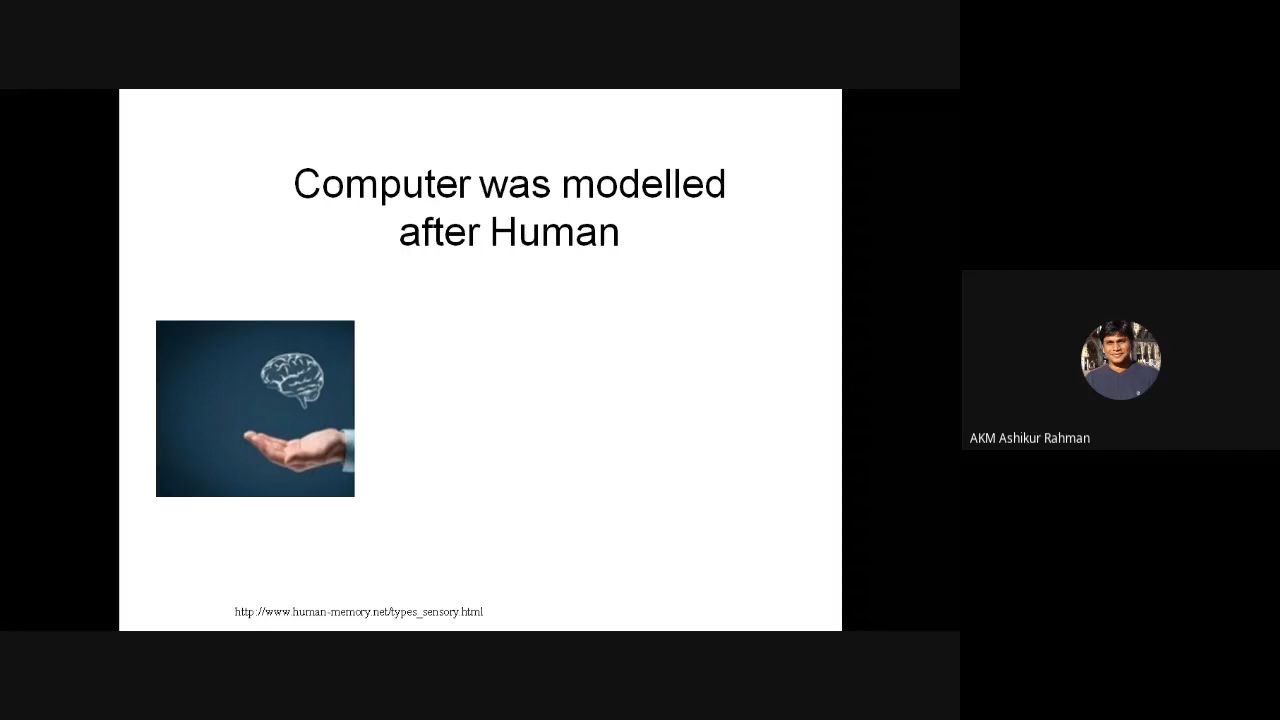 Computer was modelled
after Human
http://www.human-memory.net/types_sensory.html
AKM Ashikur Rahman